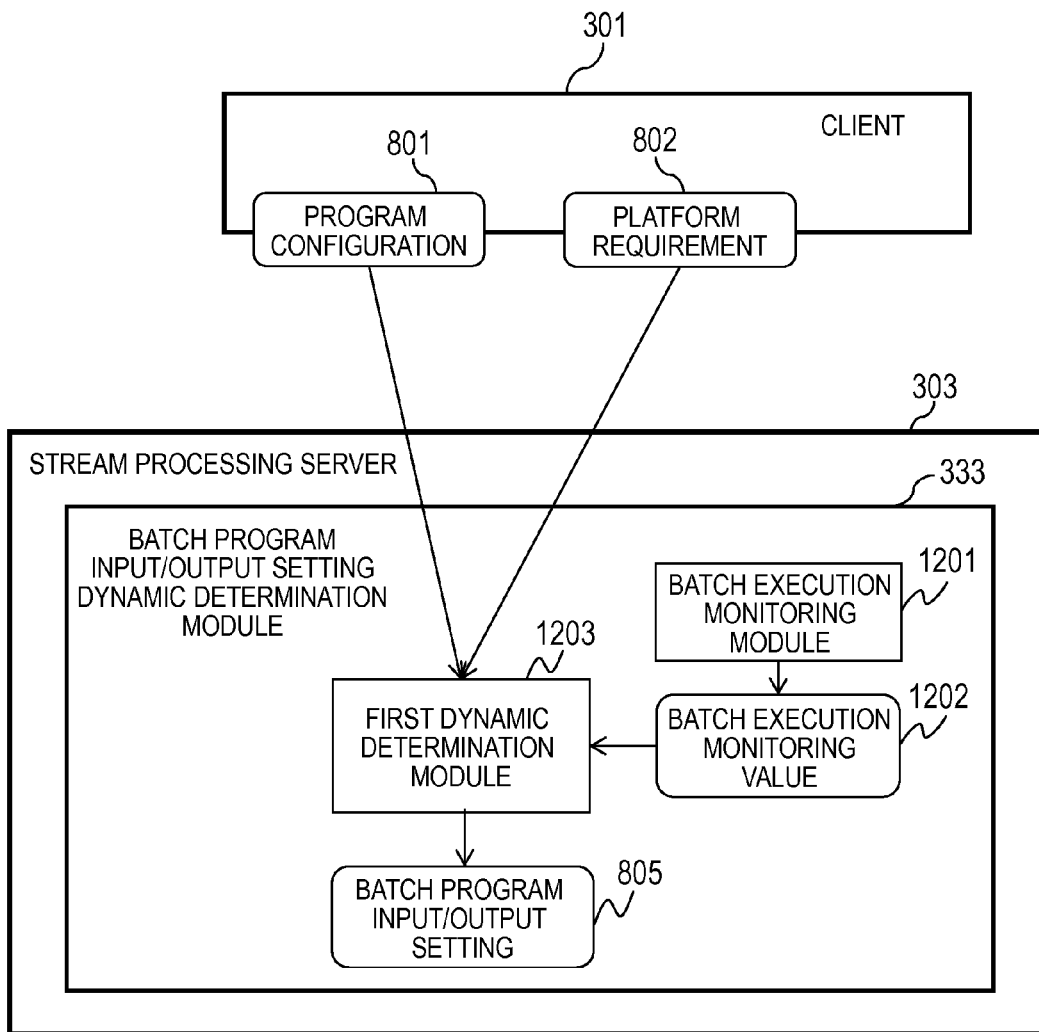 301
CLIENT
801
802
PROGRAM
CONFIGURATION
PLATFORM
REQUIREMENT
303
STREAM PROCESSING SERVER
333
BATCH PROGRAM
INPUT/OUTPUT SETTING
DYNAMIC DETERMINATION
MODULE
1201
BATCH EXECUTION
MONITORING
MODULE
1203
1202
FIRST DYNAMIC
DETERMINATION
MODULE
BATCH EXECUTION
MONITORING
VALUE
805
BATCH PROGRAM
INPUT/OUTPUT
SETTING